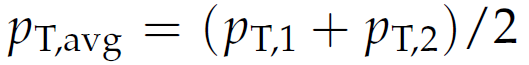 p_T,avg = (p_T,1 + p_T,2)/2